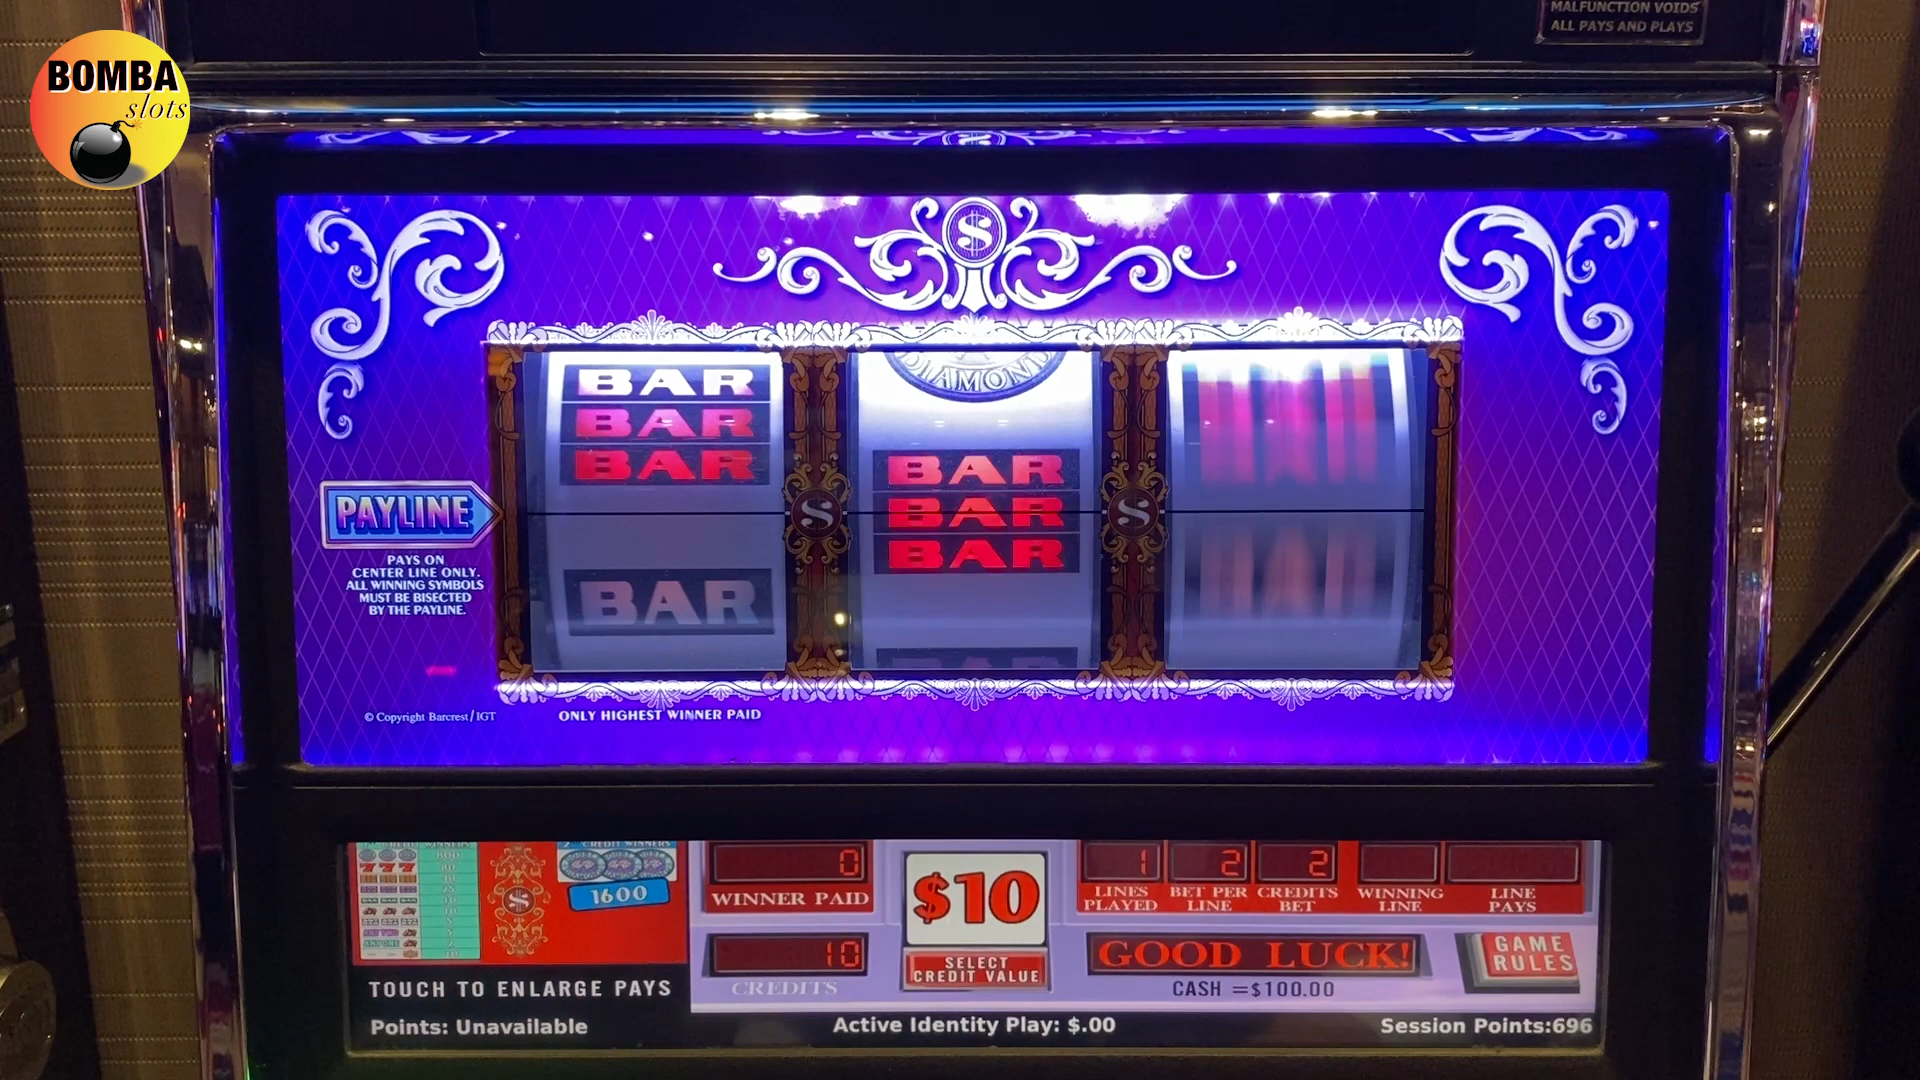 MALFUNCTION VOIDS
ALL PAYS AND PLAYS
BOMBA
slots
BAR
BAR
BAR
DIAMOND
BAR
BAR
BAR
PAYLINE
PAYS ON
CENTER LINE ONLY.
ALL WINNING SYMBOLS
MUST BE BISECTED
BY THE PAYLINE.
BAR
BAR
© Copyright Barcrest/IGT
ONLY HIGHEST WINNER PAID
1600
TOUCH TO ENLARGE PAYS
0
WINNER PAID
10
CREDITS
$10
SELECT
CREDIT VALUE
1 2 2
LINES PLAYED
BET PER LINE
CREDITS BET
WINNING LINE
LINE PAYS
GOOD LUCK!
CASH =$100.00
GAME
RULES
Points: Unavailable
Active Identity Play: $.00
Session Points:696